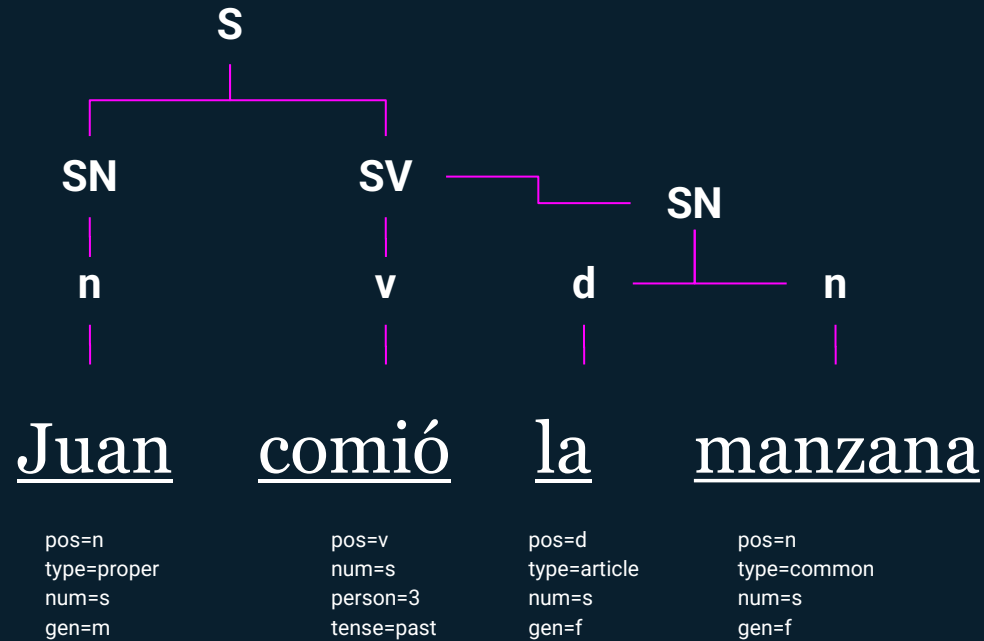 S
SN SV
SN
n v d n
Juan comió la manzana
pos=n pos=v pos=d pos=n
type=proper num=s type=article type=common
num=s person=3 num=s num=s
gen=m tense=past gen=f gen=f